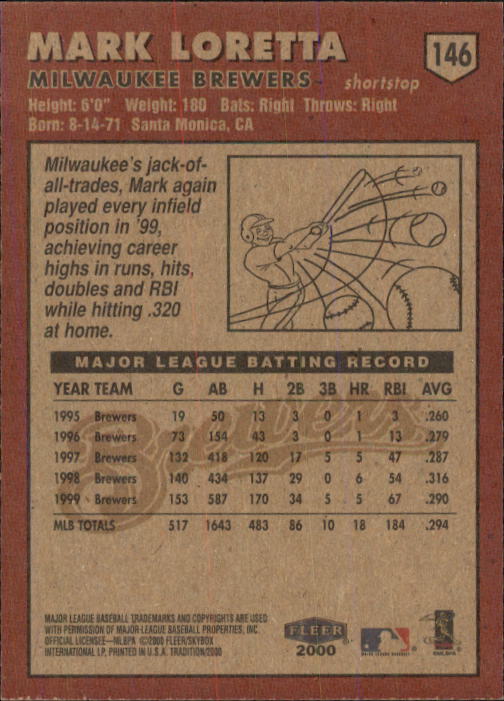 MARK LORETTA
146
MILWAUKEE BREWERS shortstop
Height: 6'0" Weight: 180 Bats: Right Throws: Right
Born: 8-14-71 Santa Monica, CA
Milwaukee's jack-of-
all-trades, Mark again
played every infield
position in '99,
achieving career
highs in runs, hits,
doubles and RBI
while hitting .320
at home.
MAJOR LEAGUE BATTING RECORD
YEAR TEAM G AB H 2B 3B HR RBI AVG
1995 Brewers 19 50 13 3 0 1 3 .260
1996 Brewers 73 154 43 3 0 1 13 .279
1997 Brewers 132 418 120 17 5 5 47 .287
1998 Brewers 140 434 137 29 0 6 54 .316
1999 Brewers 153 587 170 34 5 5 67 .290
MLB TOTALS 517 1643 483 86 10 18 184 .294
Brewers
MAJOR LEAGUE BASEBALL TRADEMARKS AND COPYRIGHTS ARE USED
WITH PERMISSION OF MAJOR LEAGUE BASEBALL PROPERTIES, INC.
OFFICIAL LICENSEE—MLBPA ©2000 FLEER/SKYBOX
INTERNATIONAL LP, PRINTED IN U.S.A. TRADITION/2000
FLEER
2000
MAJOR LEAGUE BASEBALL
©MLBPA